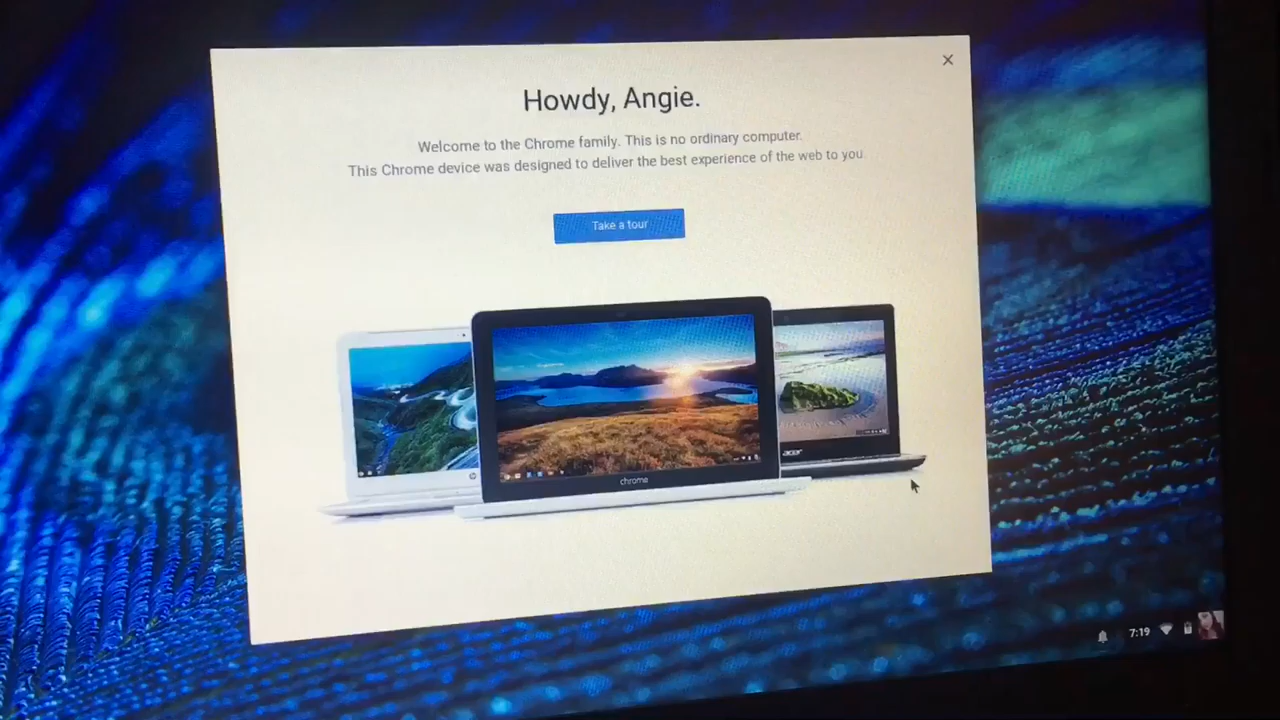 Howdy, Angie.
Welcome to the Chrome family. This is no ordinary computer.
This Chrome device was designed to deliver the best experience of the web to you.
Take a tour
chrome
acer
7:19